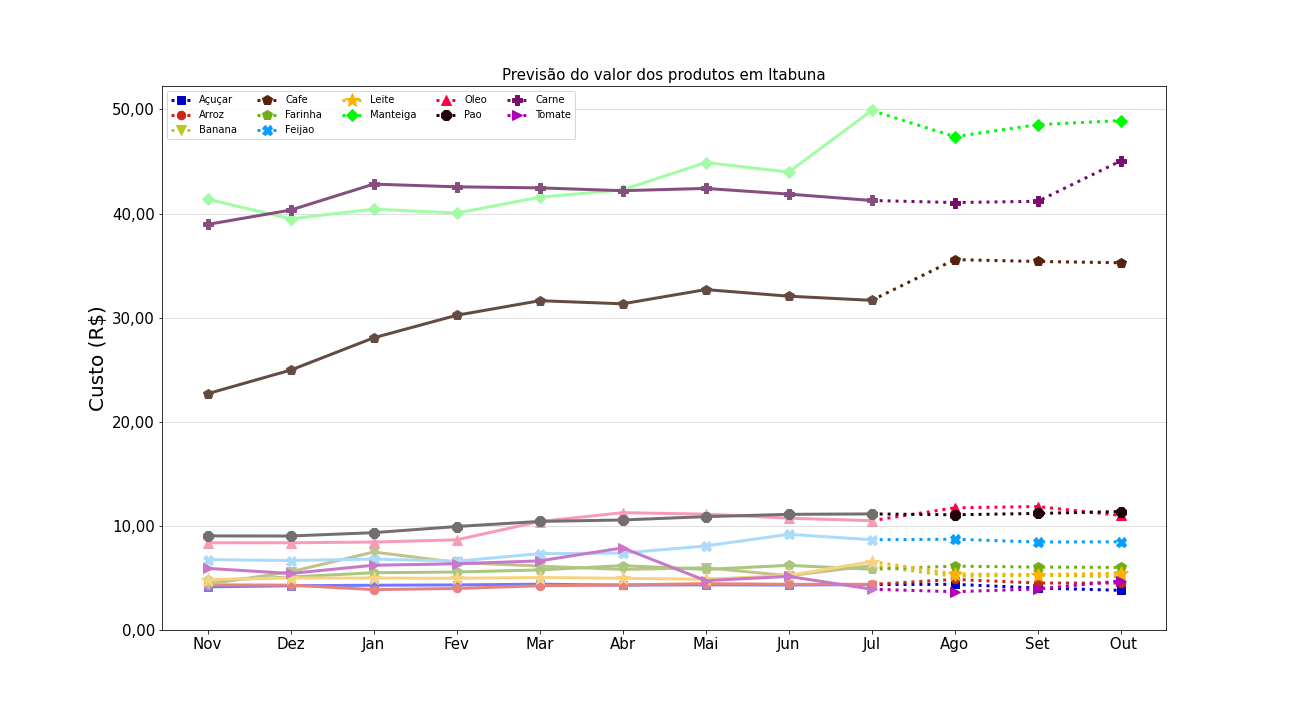 Previsão do valor dos produtos em Itabuna
Açuçar Cafe Leite Oleo Carne
Arroz Farinha Manteiga Pao Tomate
Banana Feijao
Custo (R$)
50,00
40,00
30,00
20,00
10,00
0,00
Nov Dez Jan Fev Mar Abr Mai Jun Jul Ago Set Out